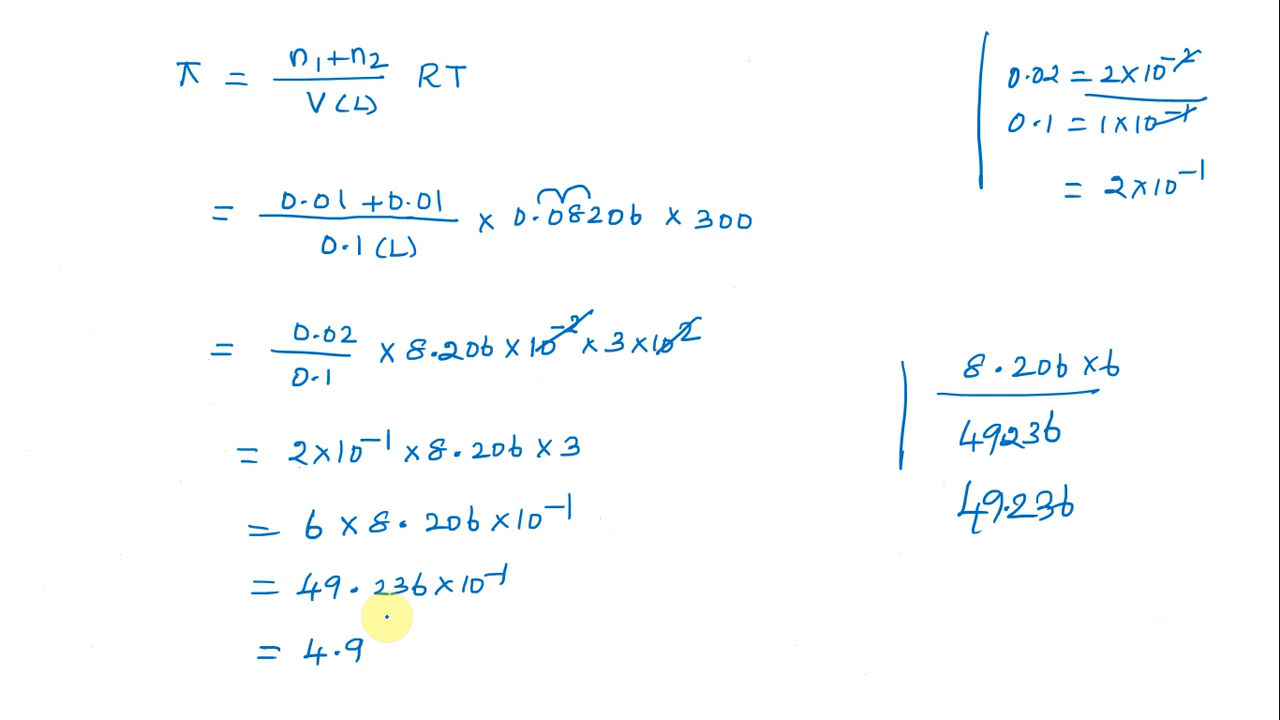 π = n₁+n₂ / V(L) RT
= 0.01 + 0.01 / 0.1 (L) × 0.08206 × 300
= 0.02 / 0.1 × 8.206 × 10⁻² × 3 × 10²
= 2 × 10⁻¹ × 8.206 × 3
= 6 × 8.206 × 10⁻¹
= 49.236 × 10⁻¹
= 4.9
0.02 = 2 × 10⁻²
0.1 = 1 × 10⁻¹
= 2 × 10⁻¹
8.206 × 6
49236
49.236